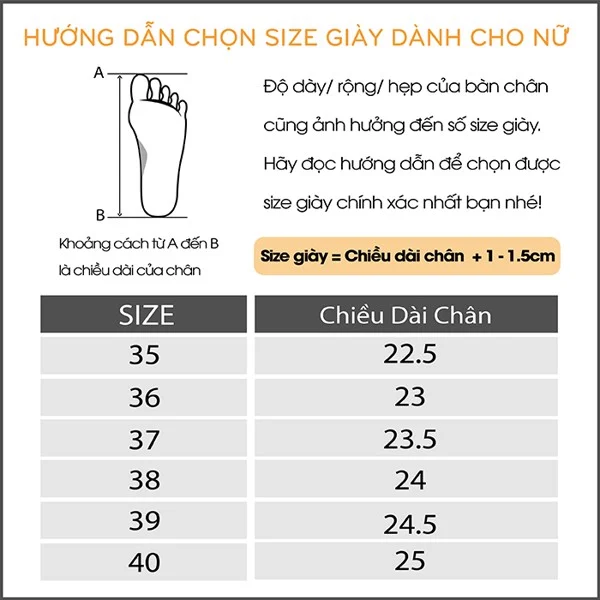 HƯỚNG DẪN CHỌN SIZE GIÀY DÀNH CHO NỮ
A
B
Khoảng cách từ A đến B
là chiều dài của chân
Độ dày/ rộng/ hẹp của bàn chân
cũng ảnh hưởng đến số size giày.
Hãy đọc hướng dẫn để chọn được
size giày chính xác nhất bạn nhé!
Size giày = Chiều dài chân + 1 - 1.5cm
SIZE Chiều Dài Chân
35 22.5
36 23
37 23.5
38 24
39 24.5
40 25